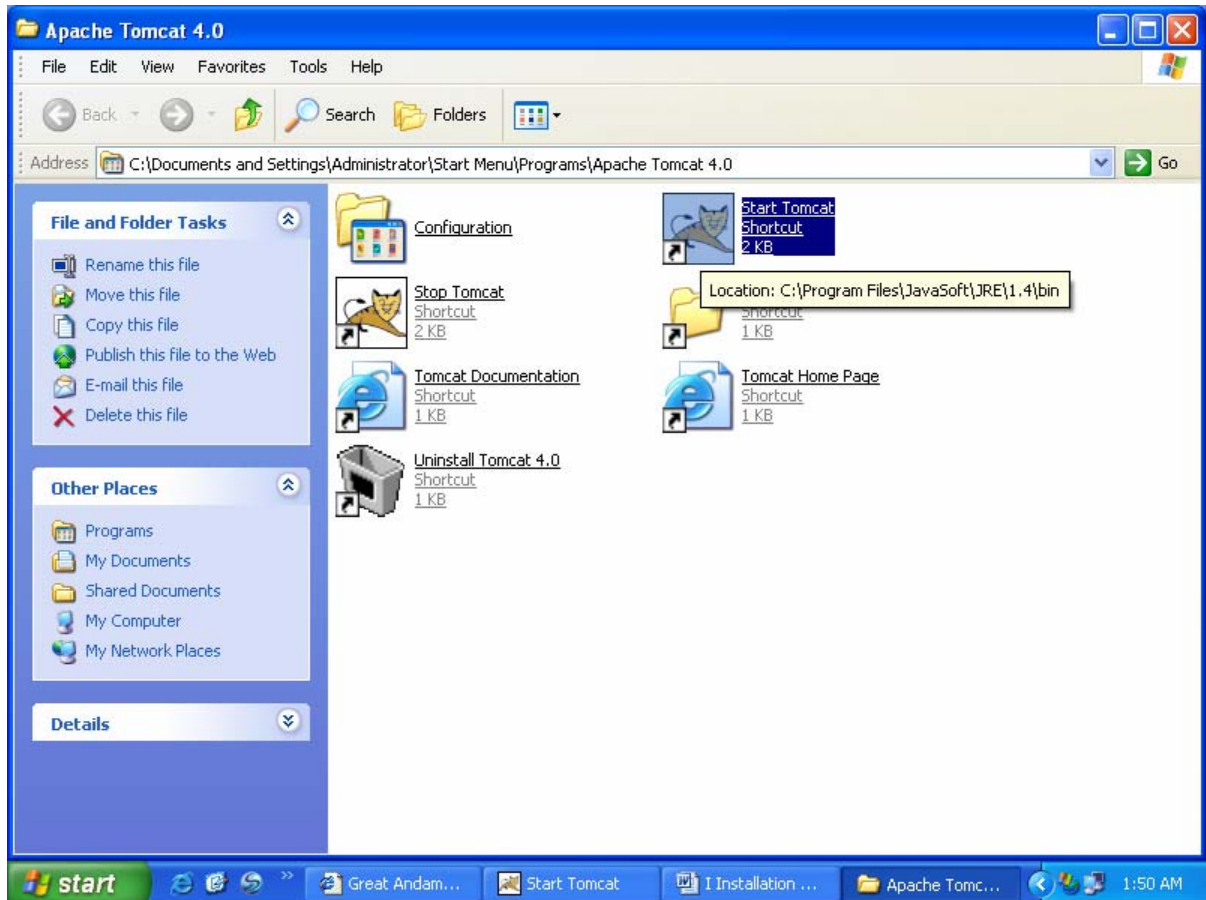 Apache Tomcat 4.0
File Edit View Favorites Tools Help
Back Search Folders
Address C:\Documents and Settings\Administrator\Start Menu\Programs\Apache Tomcat 4.0 Go
File and Folder Tasks
Rename this file
Move this file
Copy this file
Publish this file to the Web
E-mail this file
Delete this file
Other Places
Programs
My Documents
Shared Documents
My Computer
My Network Places
Details
Configuration
Start Tomcat
Shortcut
2 KB
Location: C:\Program Files\JavaSoft\JRE\1.4\bin
Stop Tomcat
Shortcut
2 KB
Shortcut
1 KB
Tomcat Documentation
Shortcut
1 KB
Tomcat Home Page
Shortcut
1 KB
Uninstall Tomcat 4.0
Shortcut
1 KB
start
Great Andam...
Start Tomcat
I Installation ...
Apache Tomc...
1:50 AM